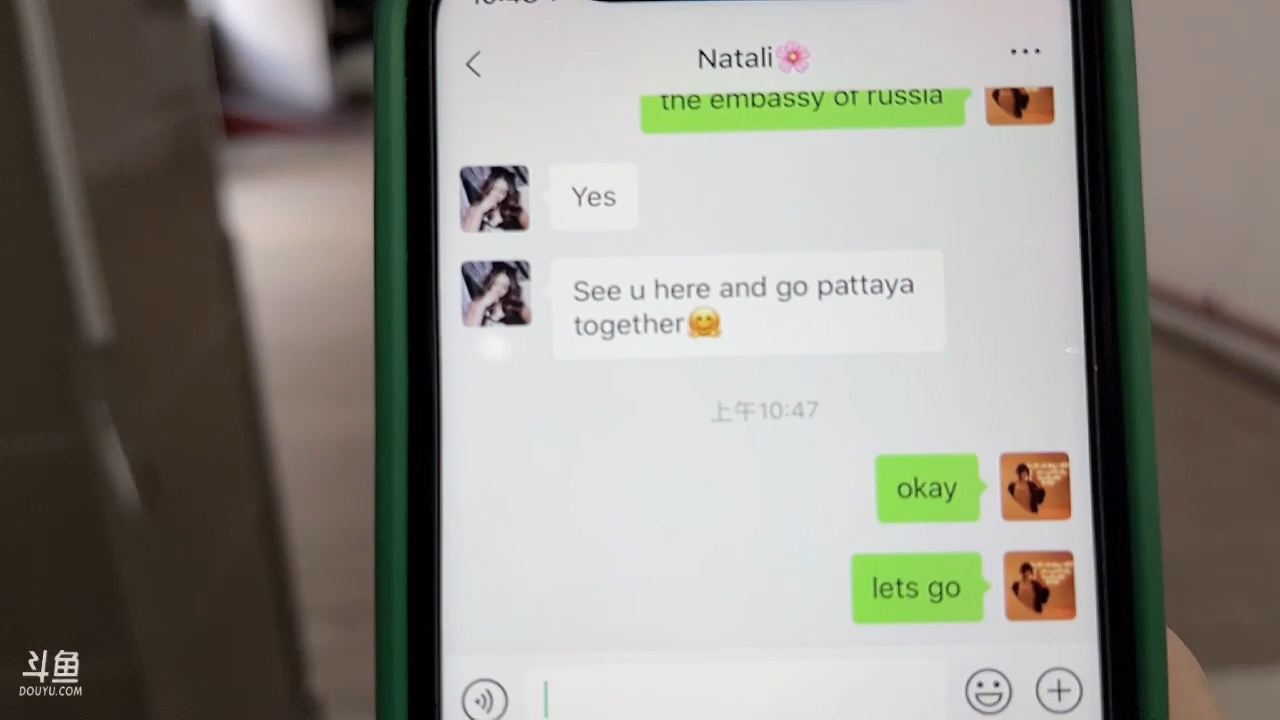 Natali🌸
the embassy of russia
Yes
See u here and go pattaya
together🤗
上午10:47
okay
lets go
斗鱼
DOUYU.COM